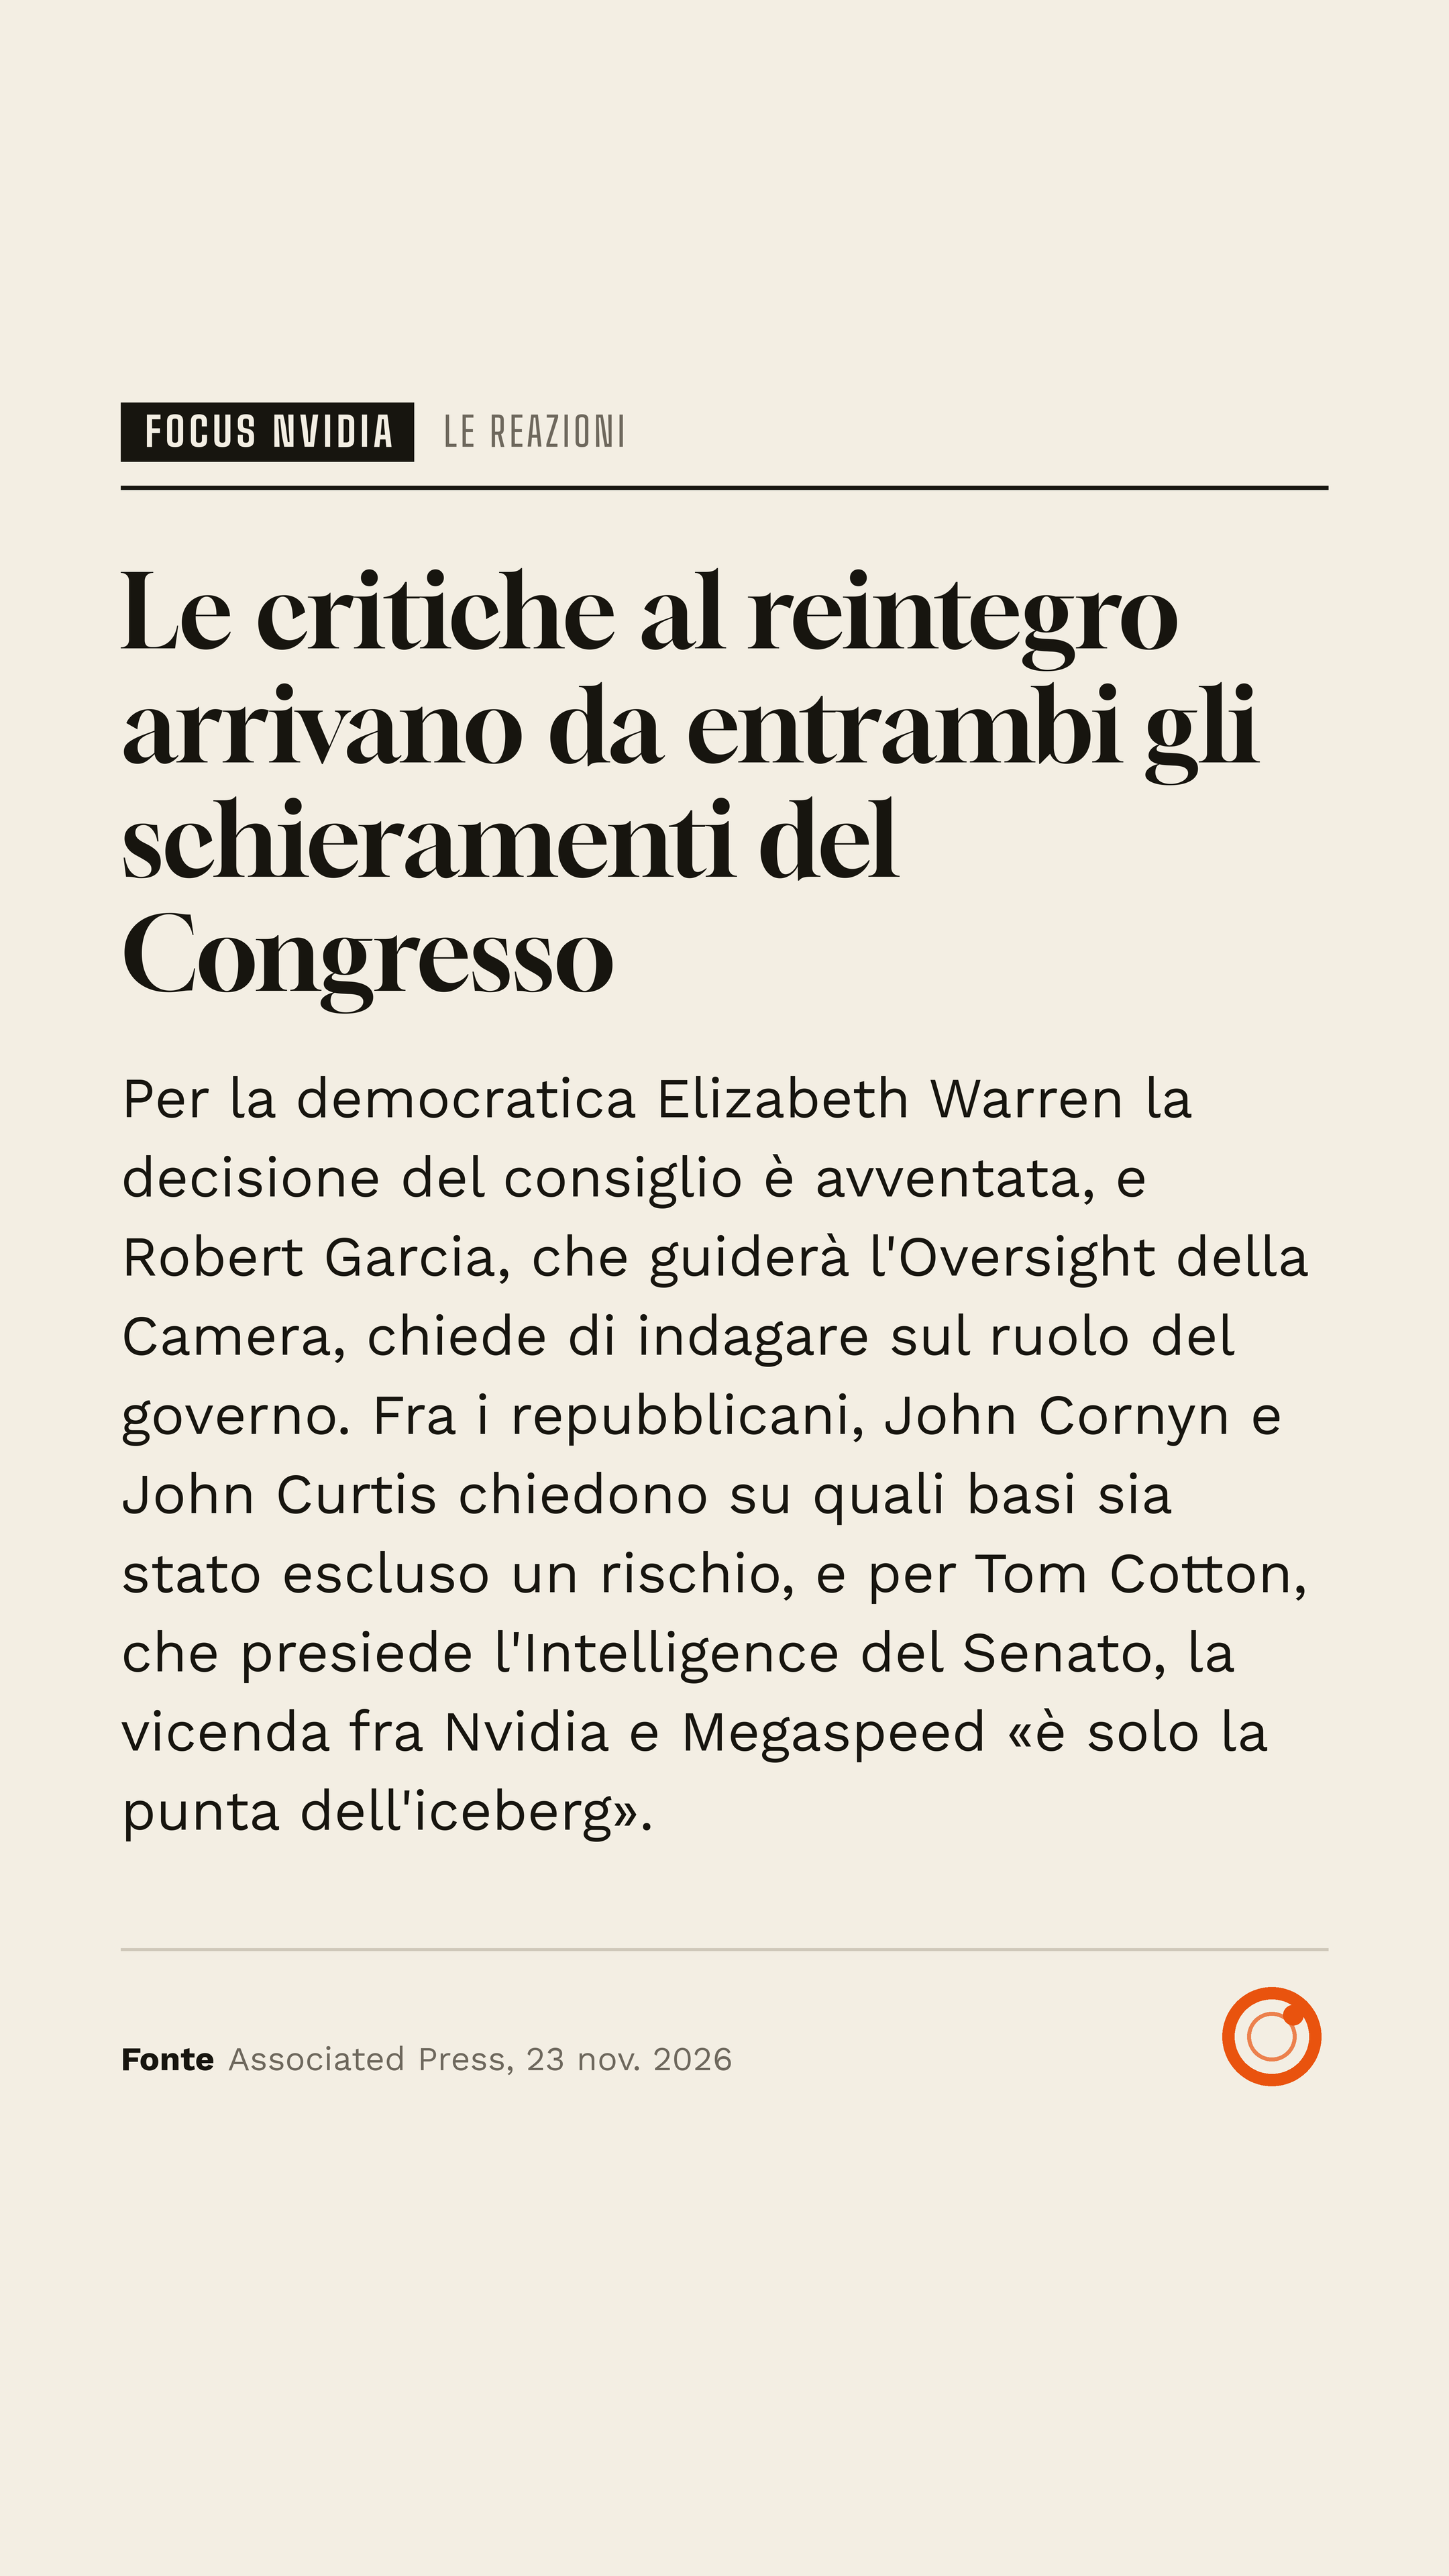 FOCUS NVIDIA LE REAZIONI
Le critiche al reintegro
arrivano da entrambi gli
schieramenti del
Congresso
Per la democratica Elizabeth Warren la
decisione del consiglio è avventata, e
Robert Garcia, che guiderà l'Oversight della
Camera, chiede di indagare sul ruolo del
governo. Fra i repubblicani, John Cornyn e
John Curtis chiedono su quali basi sia
stato escluso un rischio, e per Tom Cotton,
che presiede l'Intelligence del Senato, la
vicenda fra Nvidia e Megaspeed «è solo la
punta dell'iceberg».
Fonte Associated Press, 23 nov. 2026